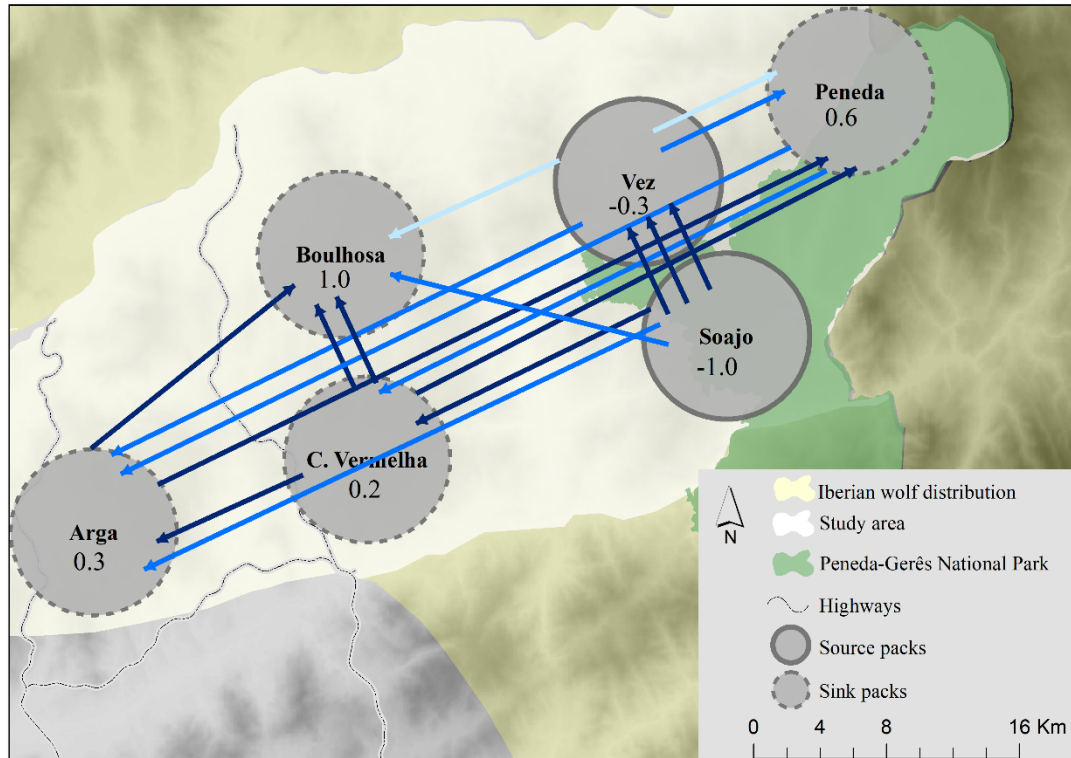 Peneda
0.6
Vez
-0.3
Boulhosa
1.0
Soajo
-1.0
C. Vermelha
0.2
Arga
0.3
N
Iberian wolf distribution
Study area
Peneda-Gerês National Park
Highways
Source packs
Sink packs
0 4 8 16 Km